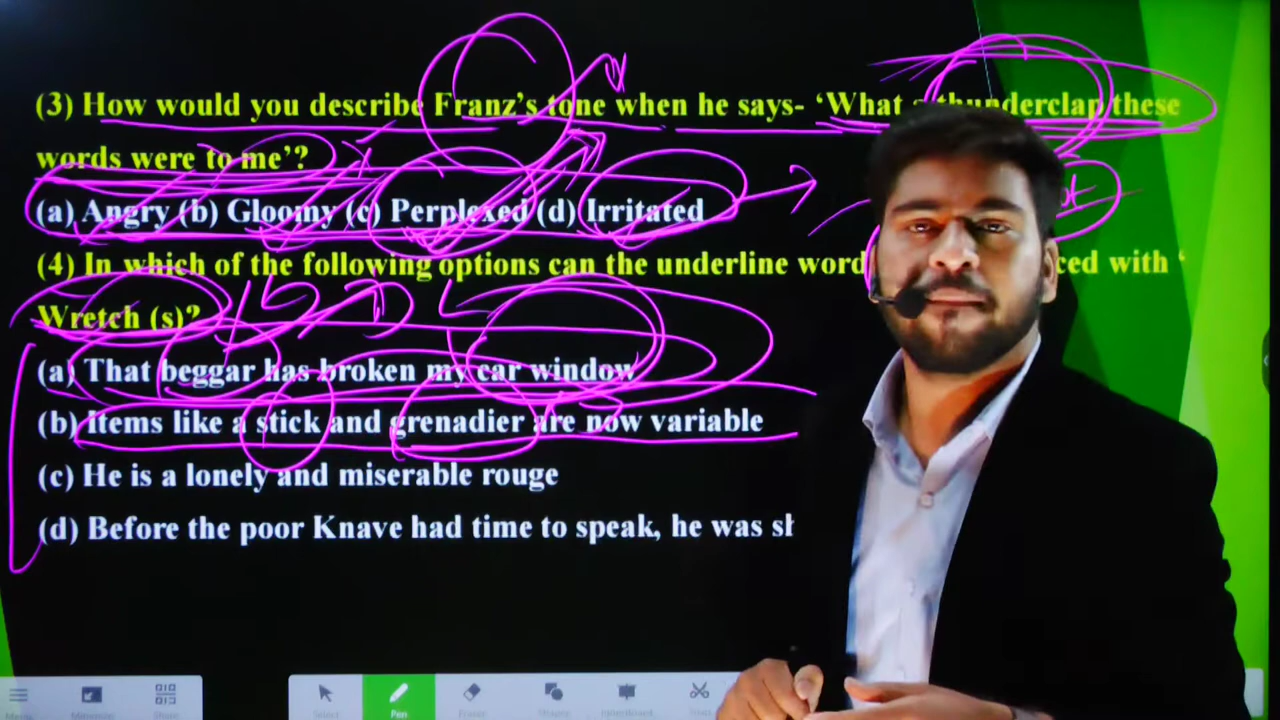 (3) How would you describe Franz's tone when he says- ‘What a thunderclap these
words were to me’?
(a) Angry (b) Gloomy (c) Perplexed (d) Irritated
(4) In which of the following options can the underline word ced with ‘
Wretch (s)?
(a) That beggar has broken my car window
(b) Items like a stick and grenadier are now variable
(c) He is a lonely and miserable rouge
(d) Before the poor Knave had time to speak, he was sh
Select Pen Eraser